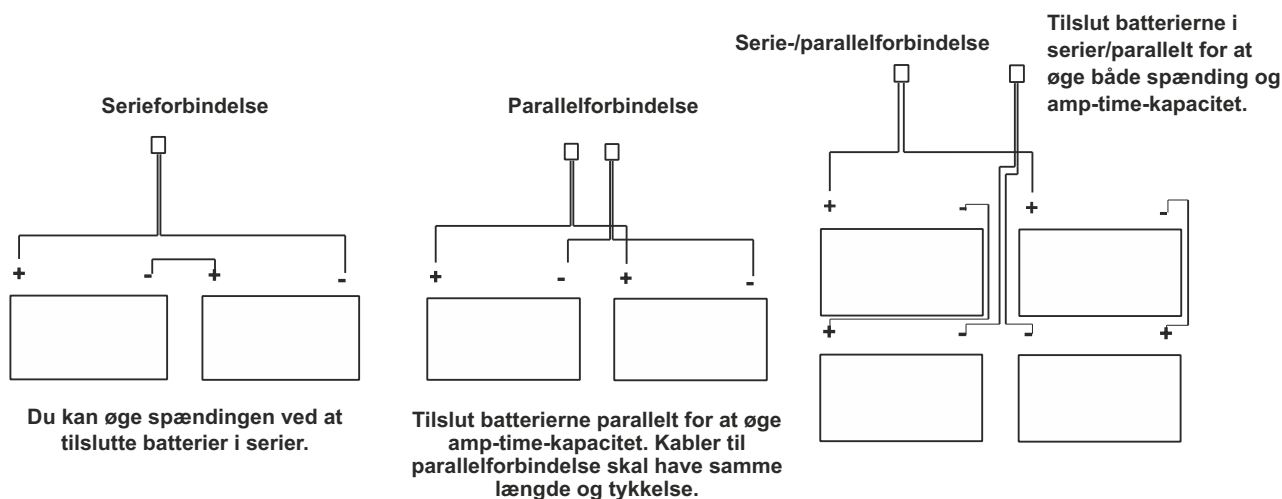 Serieforbindelse
+ - + -
Du kan øge spændingen ved at
tilslutte batterier i serier.
Parallelforbindelse
+ - + -
Tilslut batterierne parallelt for at øge
amp-time-kapacitet. Kabler til
parallelforbindelse skal have samme
længde og tykkelse.
Serie-/parallelforbindelse
Tilslut batterierne i
serier/parallelt for at
øge både spænding og
amp-time-kapacitet.
+ - + -
+ - - +